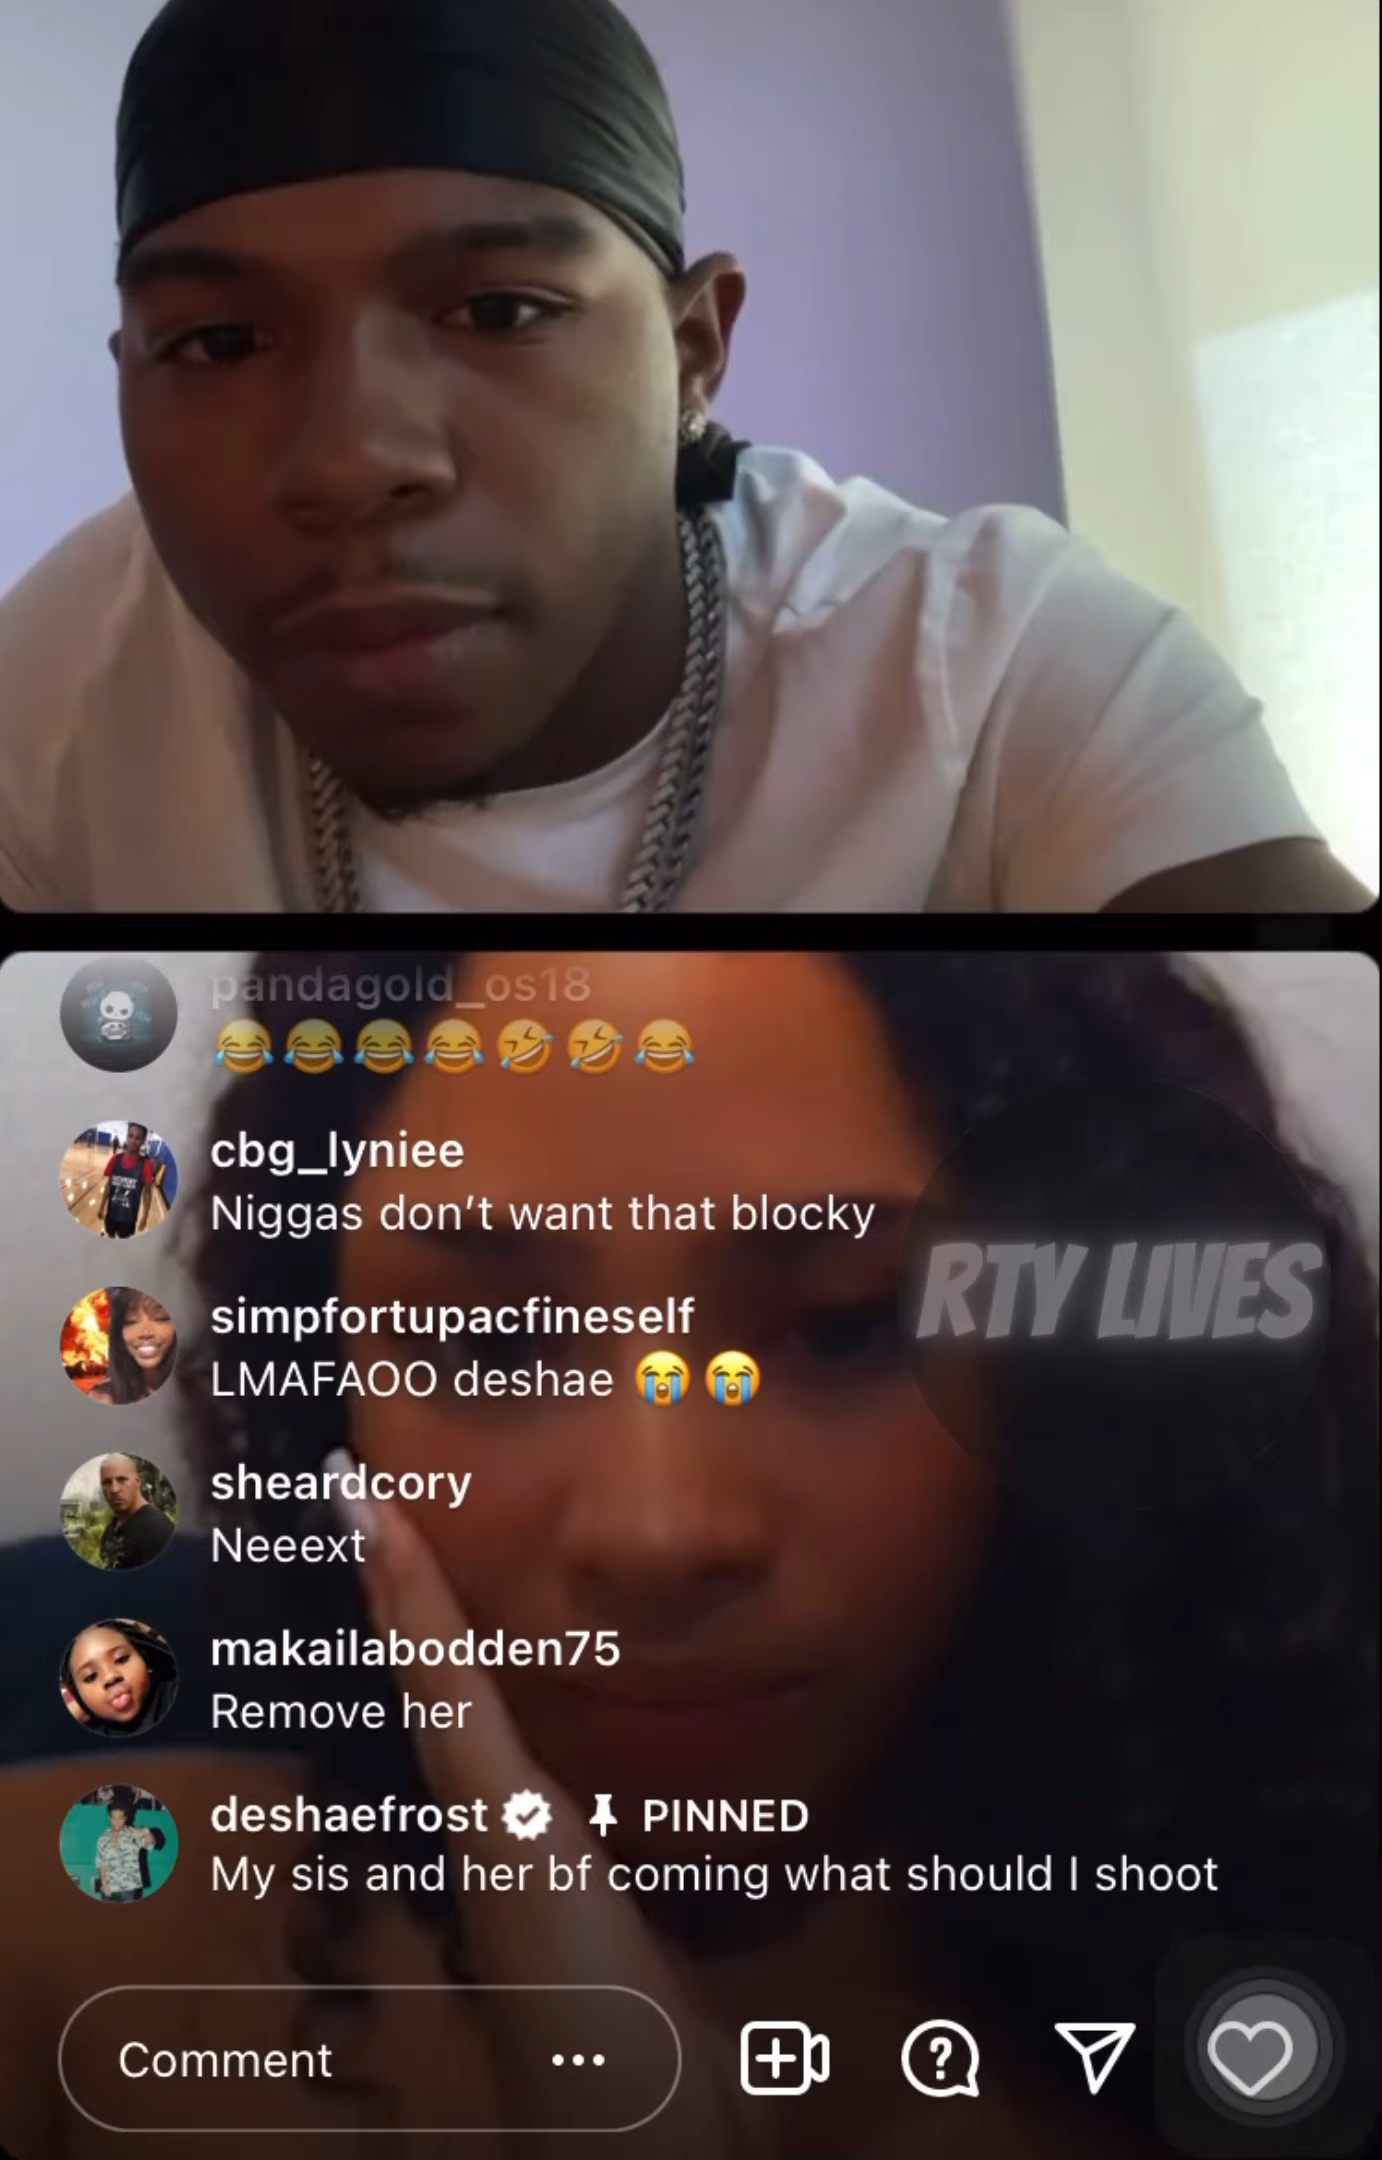 pandagold_os18
😂😂😂😂🤣🤣😂
cbg_lyniee
Niggas don’t want that blocky
RTY LIVES
simpfortupacfineself
LMAFAOO deshae 😭😭
sheardcory
Neeext
makailabodden75
Remove her
deshaefrost PINNED
My sis and her bf coming what should I shoot
Comment